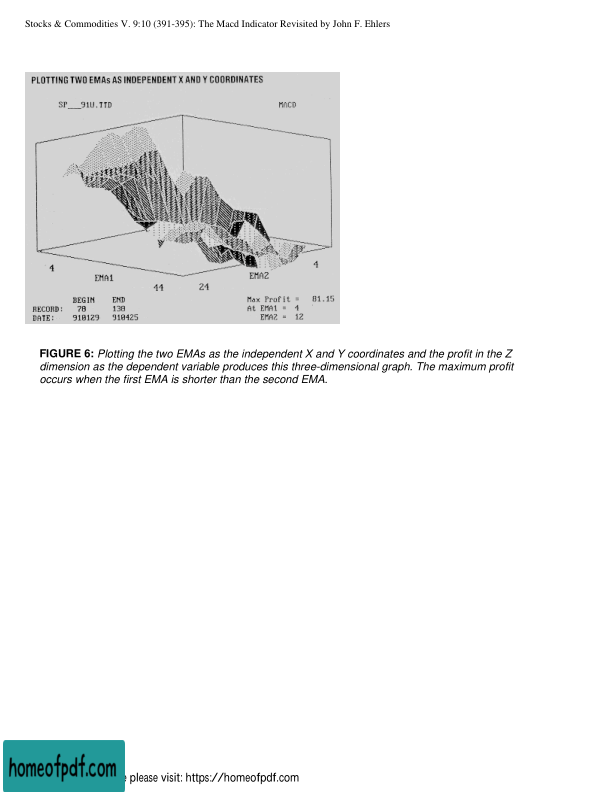 Stocks & Commodities V. 9:10 (391-395): The Macd Indicator Revisited by John F. Ehlers
PLOTTING TWO EMAs AS INDEPENDENT X AND Y COORDINATES
SP__91U.TTD MACD
4 EMA1 44 24 EMA2 4
BEGIN END
RECORD: 78 138
DATE: 910129 910425
Max Profit = 81.15
At EMA1 = 4
EMA2 = 12
FIGURE 6: Plotting the two EMAs as the independent X and Y coordinates and the profit in the Z
dimension as the dependent variable produces this three-dimensional graph. The maximum profit
occurs when the first EMA is shorter than the second EMA.
homeofpdf.com
please visit: https://homeofpdf.com